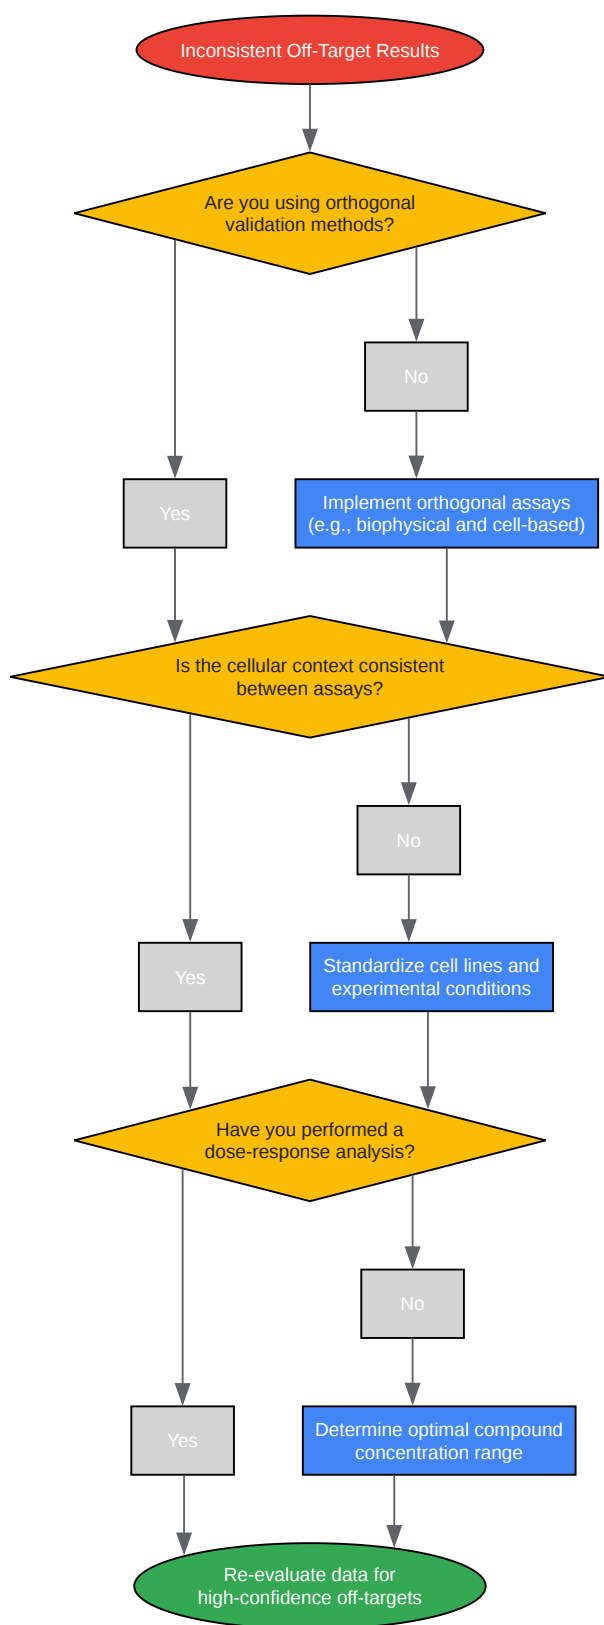 Inconsistent Off-Target Results
Are you using orthogonal
validation methods?
No
Yes
Implement orthogonal assays
(e.g., biophysical and cell-based)
Is the cellular context consistent
between assays?
No
Yes
Standardize cell lines and
experimental conditions
Have you performed a
dose-response analysis?
No
Yes
Determine optimal compound
concentration range
Re-evaluate data for
high-confidence off-targets